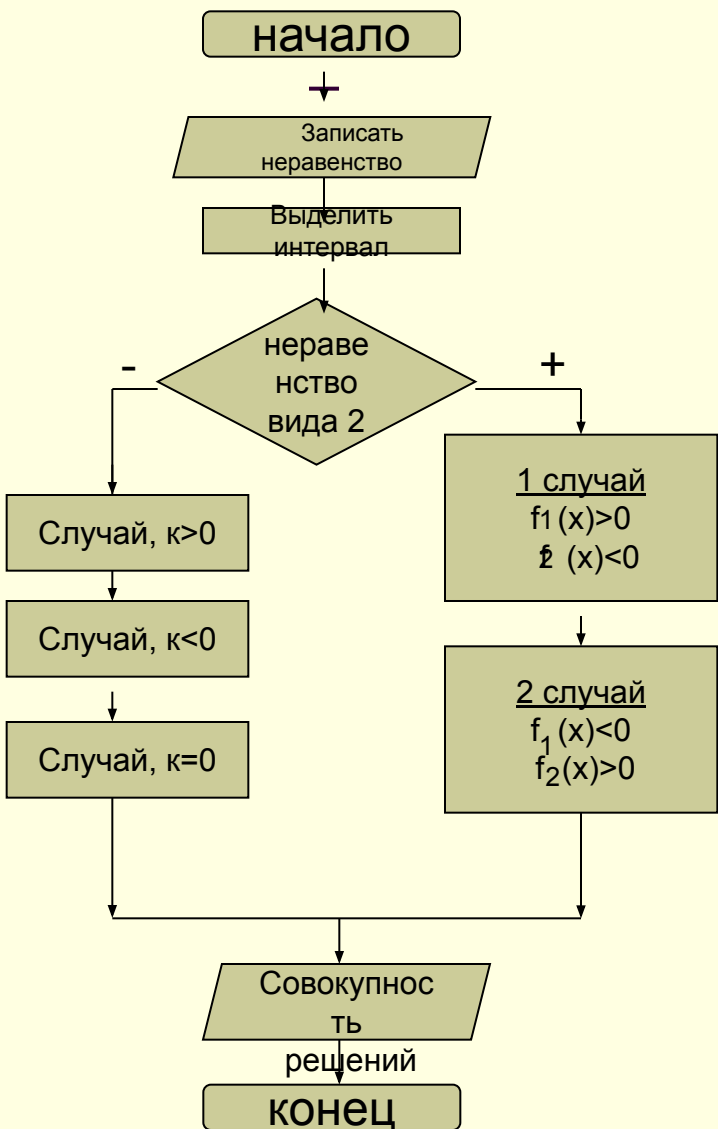 начало
Записать
неравенство
Выделить
интервал
нераве
нство
вида 2
-
+
Случай, к>0
Случай, к<0
Случай, к=0
1 случай
f1 (x)>0
f2 (x)<0
2 случай
f1 (x)<0
f2(x)>0
Совокупнос
ть
решений
конец